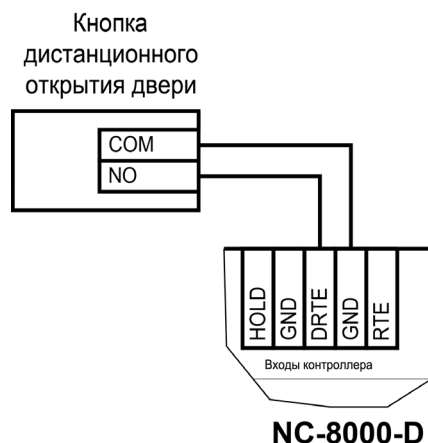 Кнопка
дистанционного
открытия двери
COM
NO
HOLD
GND
DRTE
GND
RTE
Входы контроллера
NC-8000-D